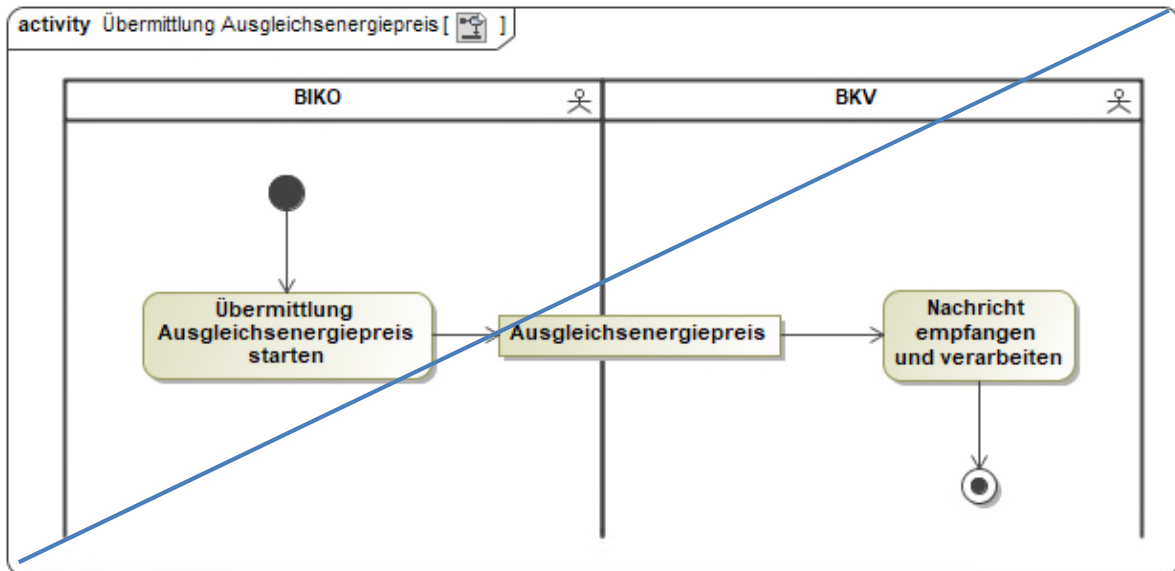 activity Übermittlung Ausgleichsenergiepreis [ ]
BIKO
BKV
Übermittlung
Ausgleichsenergiepreis
starten
Ausgleichsenergiepreis
Nachricht
empfangen
und verarbeiten